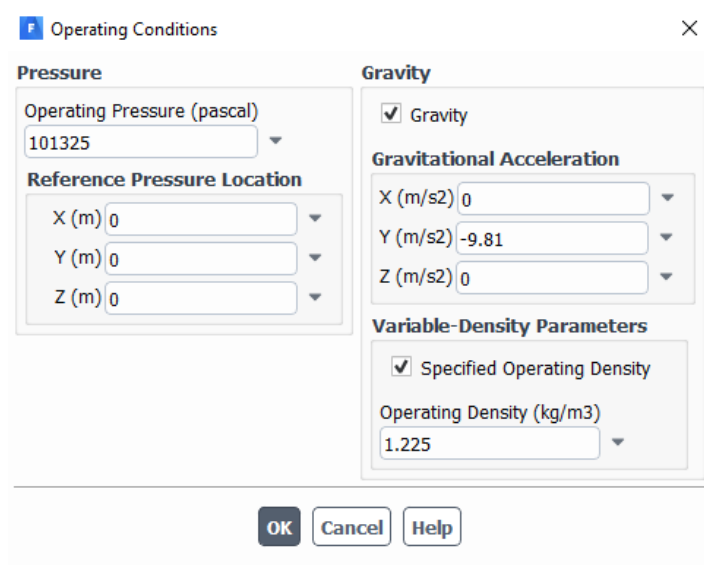 F Operating Conditions
Pressure
Operating Pressure (pascal)
101325
Reference Pressure Location
X (m) 0
Y (m) 0
Z (m) 0
Gravity
Gravity
Gravitational Acceleration
X (m/s2) 0
Y (m/s2) -9.81
Z (m/s2) 0
Variable-Density Parameters
Specified Operating Density
Operating Density (kg/m3)
1.225
OK Cancel Help